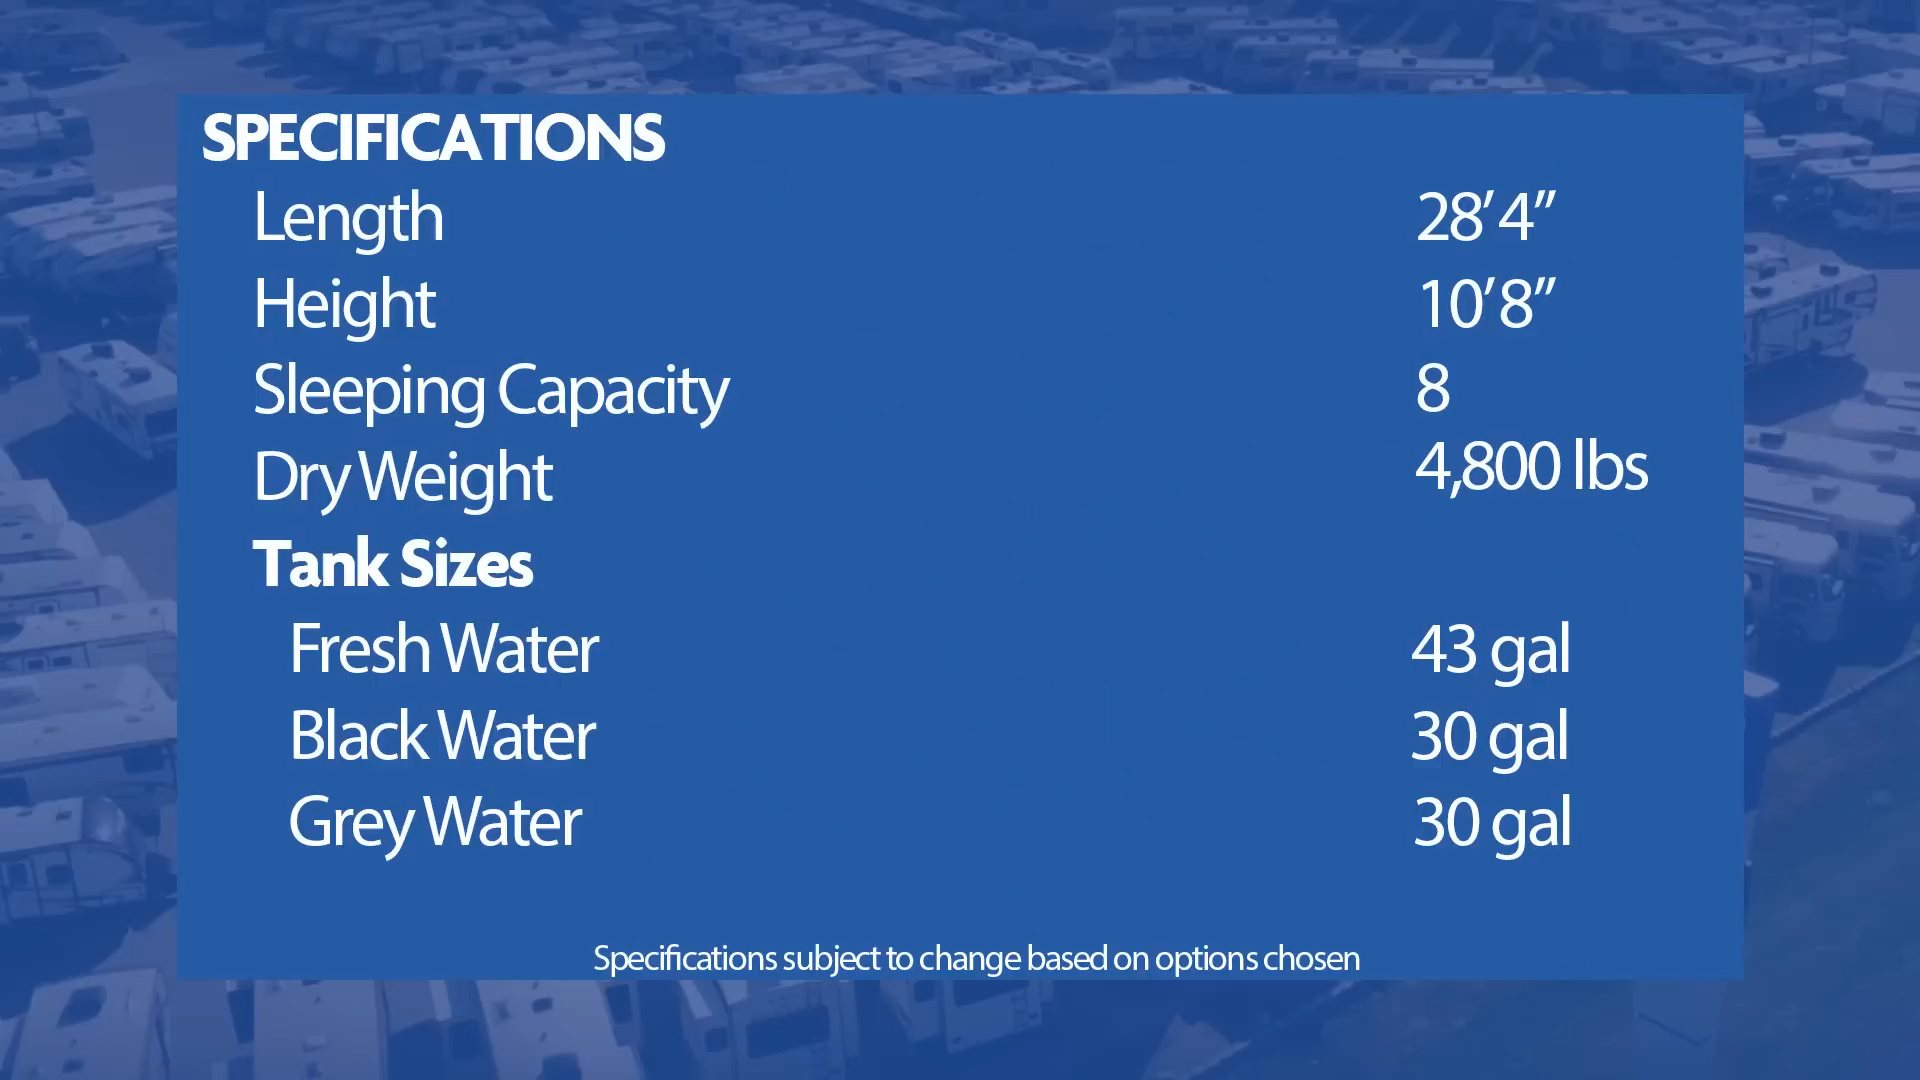 SPECIFICATIONS
Length 28’4”
Height 10’8”
Sleeping Capacity 8
Dry Weight 4,800 lbs
Tank Sizes
Fresh Water 43 gal
Black Water 30 gal
Grey Water 30 gal
Specifications subject to change based on options chosen